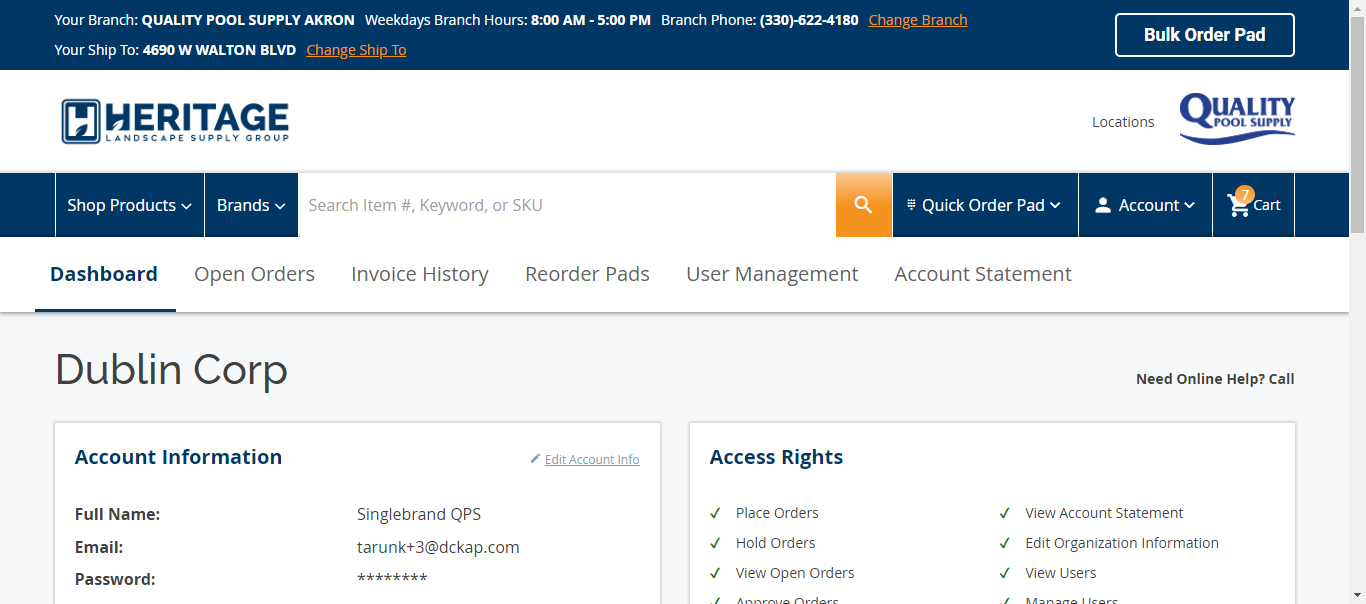 Your Branch: QUALITY POOL SUPPLY AKRON Weekdays Branch Hours: 8:00 AM - 5:00 PM Branch Phone: (330)-622-4180 Change Branch
Your Ship To: 4690 W WALTON BLVD Change Ship To
Bulk Order Pad
HERITAGE
LANDSCAPE SUPPLY GROUP
Locations
QUALITY
POOL SUPPLY
Shop Products
Brands
Search Item #, Keyword, or SKU
Quick Order Pad
Account
7
Cart
Dashboard Open Orders Invoice History Reorder Pads User Management Account Statement
Dublin Corp
Need Online Help? Call
Account Information
Edit Account Info
Full Name: Singlebrand QPS
Email: tarunk+3@dckap.com
Password: ********
Access Rights
Place Orders
Hold Orders
View Open Orders
Approve Orders
View Account Statement
Edit Organization Information
View Users
Manage Users